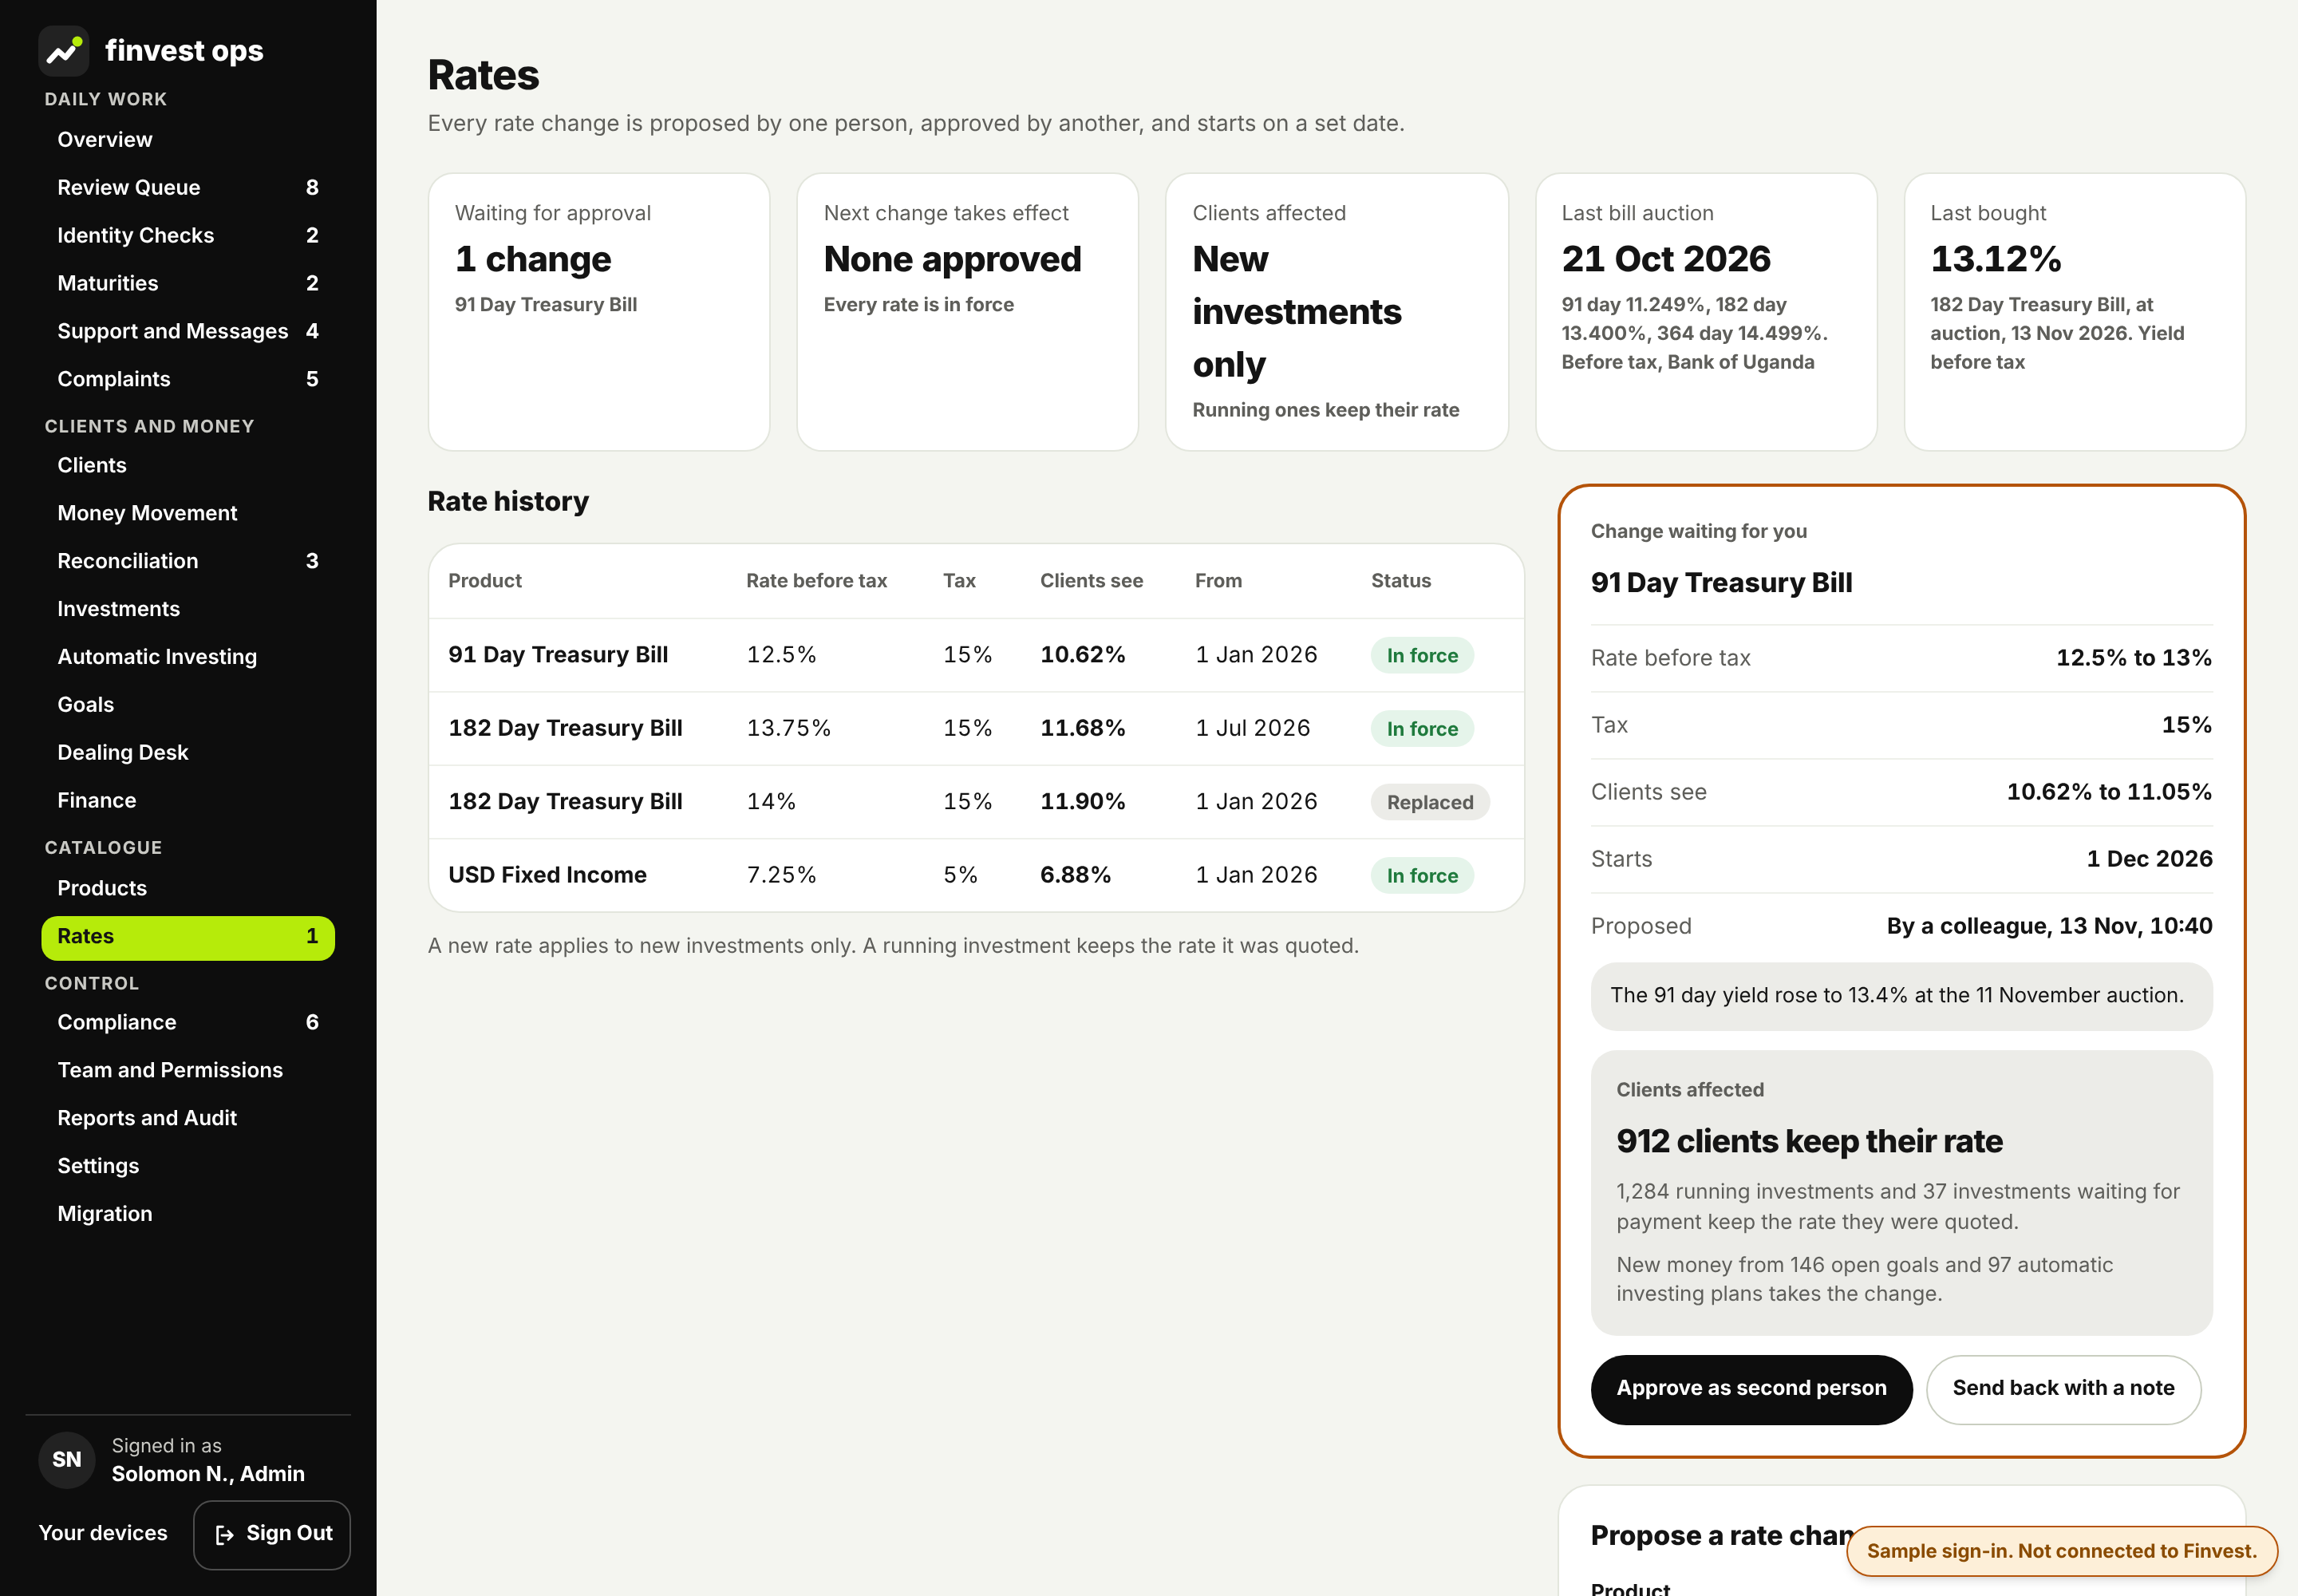 finvest ops
DAILY WORK
Overview
Review Queue 8
Identity Checks 2
Maturities 2
Support and Messages 4
Complaints 5
CLIENTS AND MONEY
Clients
Money Movement
Reconciliation 3
Investments
Automatic Investing
Goals
Dealing Desk
Finance
CATALOGUE
Products
Rates 1
CONTROL
Compliance 6
Team and Permissions
Reports and Audit
Settings
Migration
SN
Signed in as
Solomon N., Admin
Your devices
Sign Out
Rates
Every rate change is proposed by one person, approved by another, and starts on a set date.
Waiting for approval
1 change
91 Day Treasury Bill
Next change takes effect
None approved
Every rate is in force
Clients affected
New
investments
only
Running ones keep their rate
Last bill auction
21 Oct 2026
91 day 11.249%, 182 day
13.400%, 364 day 14.499%.
Before tax, Bank of Uganda
Last bought
13.12%
182 Day Treasury Bill, at
auction, 13 Nov 2026. Yield
before tax
Rate history
Product Rate before tax Tax Clients see From Status
91 Day Treasury Bill 12.5% 15% 10.62% 1 Jan 2026 In force
182 Day Treasury Bill 13.75% 15% 11.68% 1 Jul 2026 In force
182 Day Treasury Bill 14% 15% 11.90% 1 Jan 2026 Replaced
USD Fixed Income 7.25% 5% 6.88% 1 Jan 2026 In force
A new rate applies to new investments only. A running investment keeps the rate it was quoted.
Change waiting for you
91 Day Treasury Bill
Rate before tax 12.5% to 13%
Tax 15%
Clients see 10.62% to 11.05%
Starts 1 Dec 2026
Proposed By a colleague, 13 Nov, 10:40
The 91 day yield rose to 13.4% at the 11 November auction.
Clients affected
912 clients keep their rate
1,284 running investments and 37 investments waiting for
payment keep the rate they were quoted.
New money from 146 open goals and 97 automatic
investing plans takes the change.
Approve as second person
Send back with a note
Propose a rate chan
Sample sign-in. Not connected to Finvest.
Product